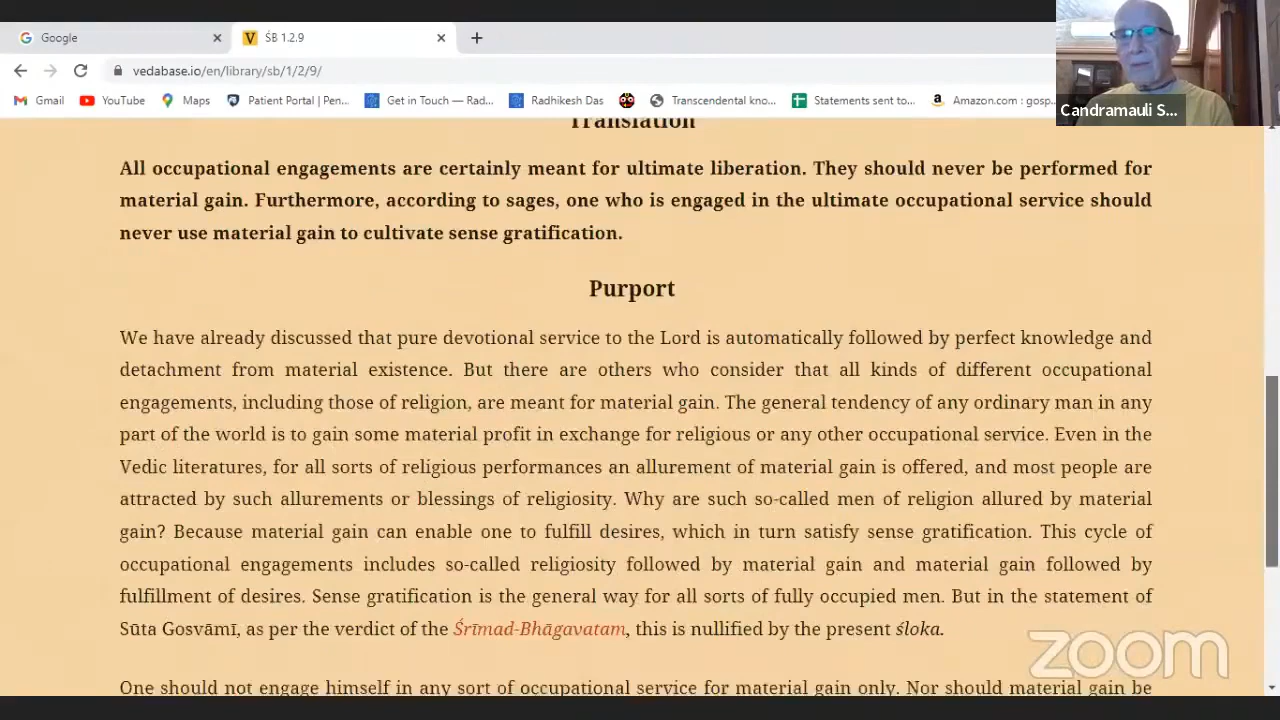 Google
ŚB 1.2.9
vedabase.io/en/library/sb/1/2/9/
Gmail
YouTube
Maps
Patient Portal | Pen...
Get in Touch — Rad...
Radhikesh Das
Transcendental kno...
Statements sent to...
Amazon.com : gosp...
Candramauli S...
Translation
All occupational engagements are certainly meant for ultimate liberation. They should never be performed for
material gain. Furthermore, according to sages, one who is engaged in the ultimate occupational service should
never use material gain to cultivate sense gratification.
Purport
We have already discussed that pure devotional service to the Lord is automatically followed by perfect knowledge and
detachment from material existence. But there are others who consider that all kinds of different occupational
engagements, including those of religion, are meant for material gain. The general tendency of any ordinary man in any
part of the world is to gain some material profit in exchange for religious or any other occupational service. Even in the
Vedic literatures, for all sorts of religious performances an allurement of material gain is offered, and most people are
attracted by such allurements or blessings of religiosity. Why are such so-called men of religion allured by material
gain? Because material gain can enable one to fulfill desires, which in turn satisfy sense gratification. This cycle of
occupational engagements includes so-called religiosity followed by material gain and material gain followed by
fulfillment of desires. Sense gratification is the general way for all sorts of fully occupied men. But in the statement of
Sūta Gosvāmī, as per the verdict of the Śrīmad-Bhāgavatam, this is nullified by the present śloka.
One should not engage himself in any sort of occupational service for material gain only. Nor should material gain be
zoom